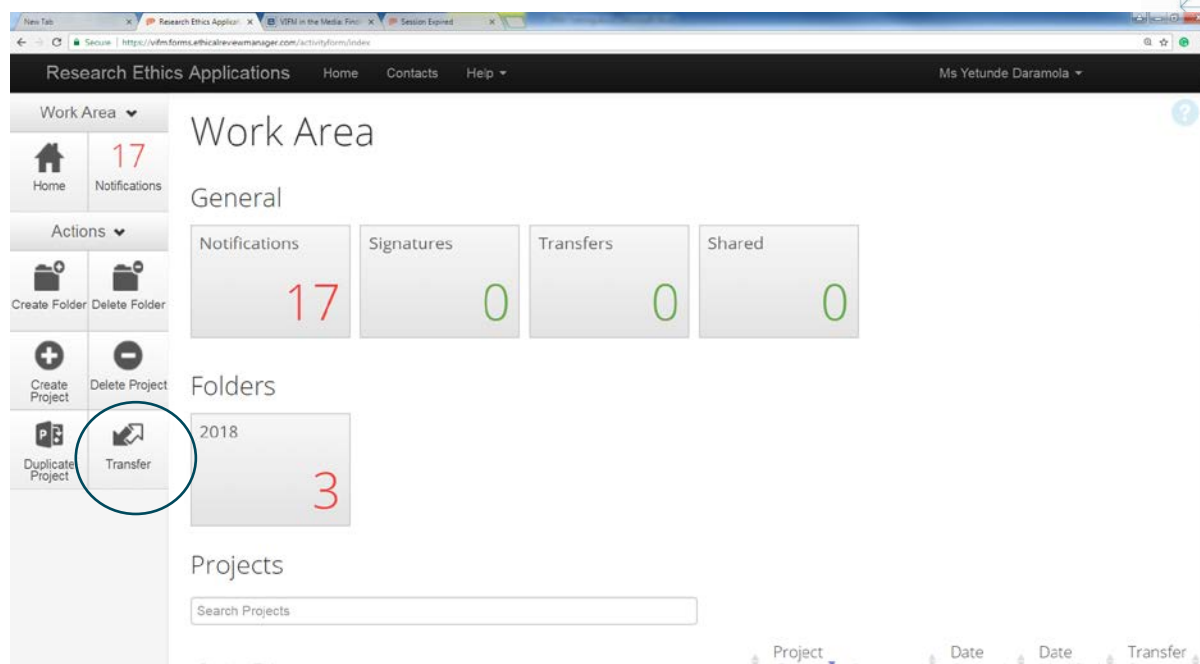 New Tab
Research Ethics Applicat
VIFM in the Media: Fin
Session Expired
Secure | https://vifm.forms.ethicalreviewmanager.com/activityform/index
Research Ethics Applications Home Contacts Help Ms Yetunde Daramola
Work Area
17
Home Notifications
Actions
Create Folder Delete Folder
Create
Project
Delete Project
Duplicate
Project
Transfer
Work Area
?
General
Notifications
17
Signatures
0
Transfers
0
Shared
0
Folders
2018
3
Projects
Search Projects
Project Date Date Transfer